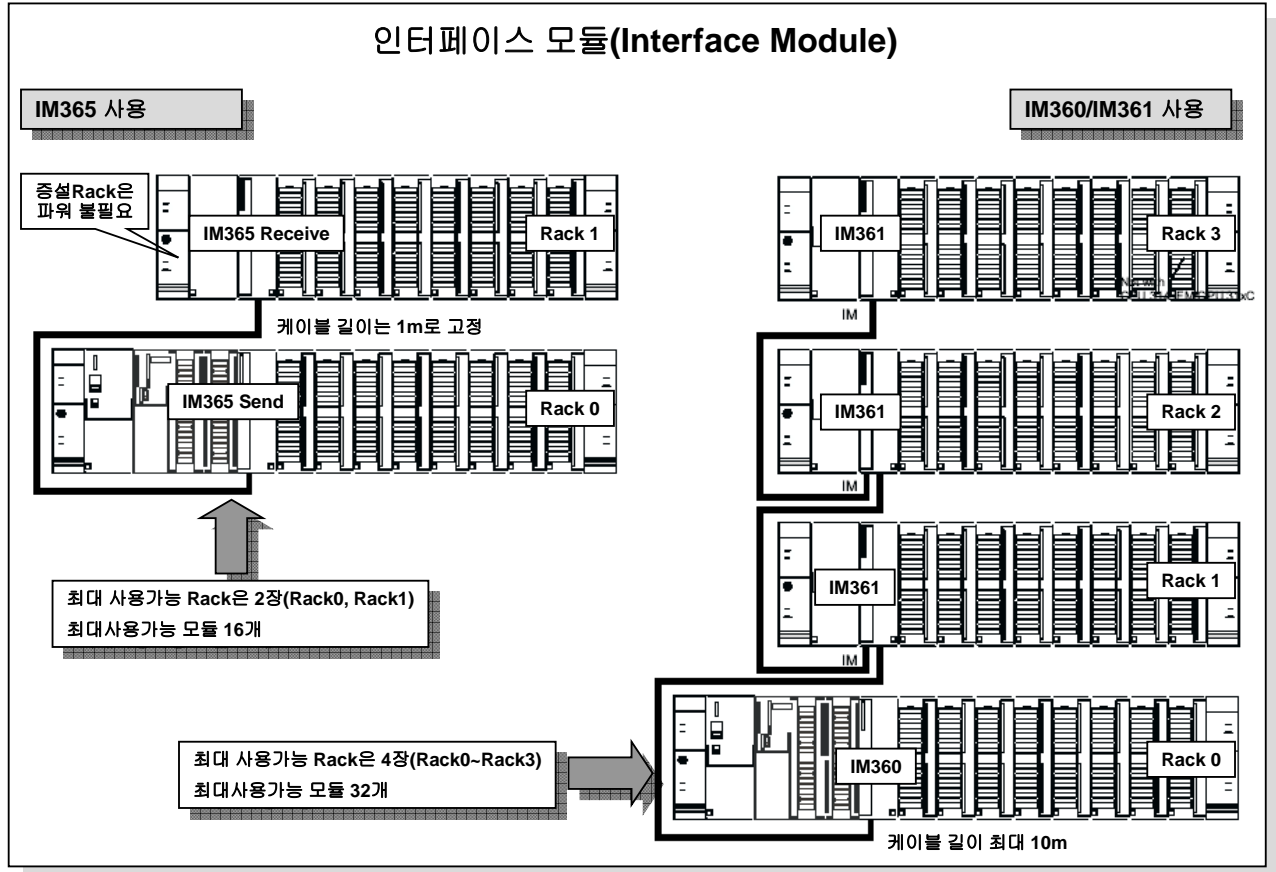 인터페이스 모듈(Interface Module)
IM365 사용
증설Rack은
파워 불필요
IM365 Receive
Rack 1
케이블 길이는 1m로 고정
IM365 Send
Rack 0
최대 사용가능 Rack은 2장(Rack0, Rack1)
최대사용가능 모듈 16개
IM360/IM361 사용
IM361
Rack 3
Not with
IM
IM361
Rack 2
IM
IM361
Rack 1
IM
최대 사용가능 Rack은 4장(Rack0~Rack3)
최대사용가능 모듈 32개
IM360
Rack 0
케이블 길이 최대 10m